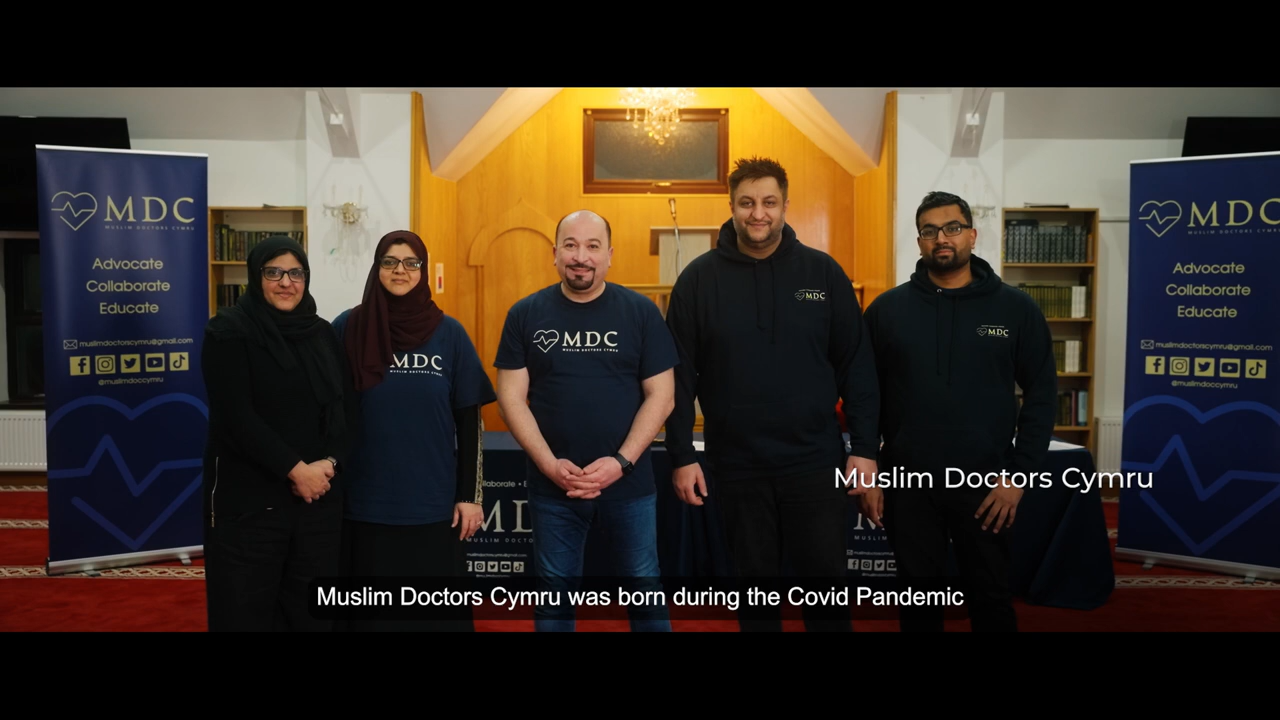 MDC
MUSLIM DOCTORS CYMRU
Advocate
Collaborate
Educate
muslimdoctorscymru@gmail.com
@muslimdoccymru
MDC
MDC
MUSLIM DOCTORS CYMRU
MDC
MDC
MDC
MUSLIM DOCTORS CYMRU
Advocate
Collaborate
Educate
muslimdoctorscymru@gmail.com
@muslimdoccymru
Muslim Doctors Cymru
Muslim Doctors Cymru was born during the Covid Pandemic